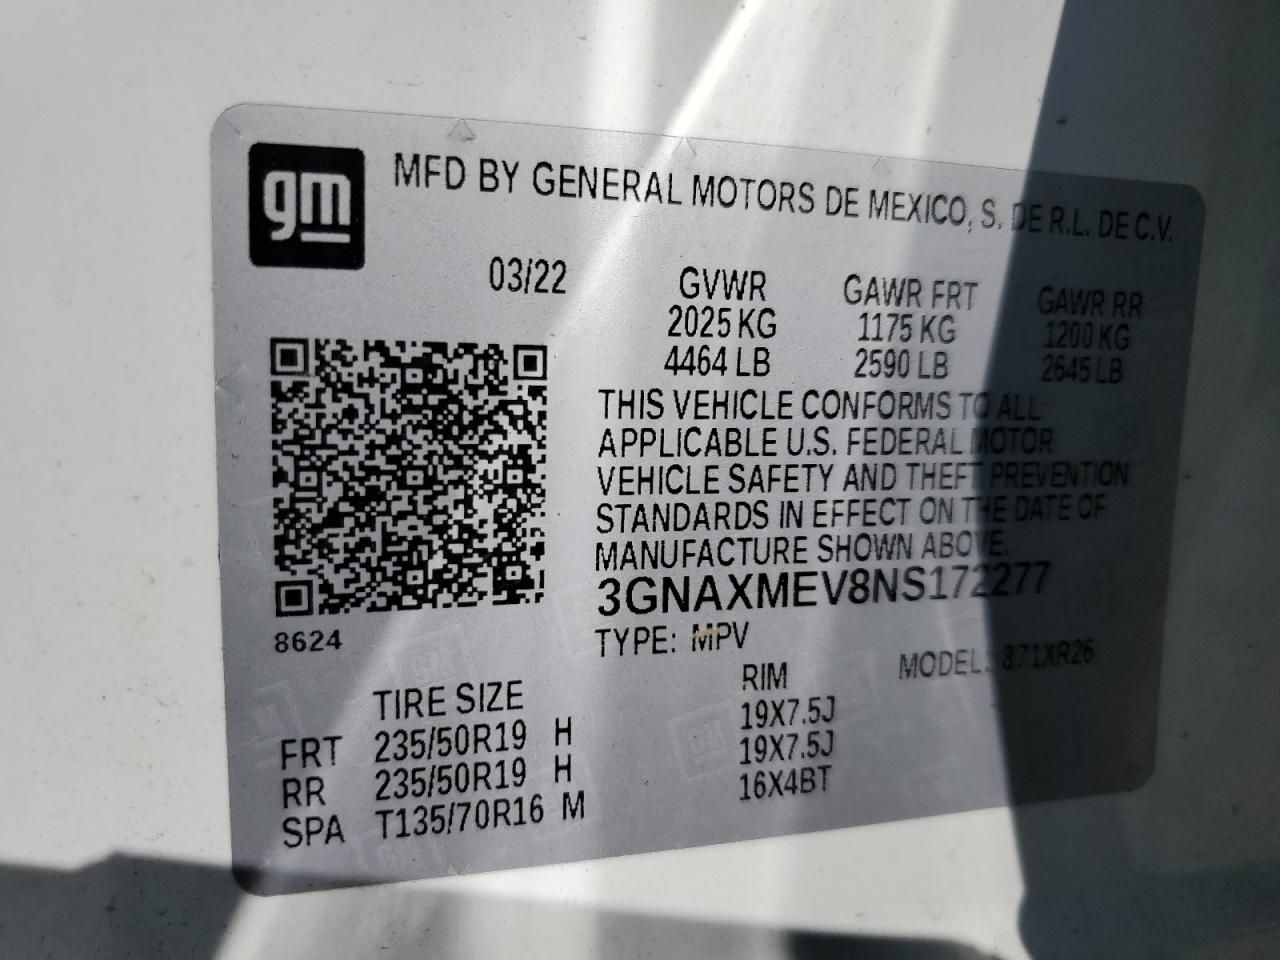 gm
MFD BY GENERAL MOTORS DE MEXICO, S. DE R.L. DE C.V.
03/22 GVWR GAWR FRT GAWR RR
2025 KG 1175 KG 1200 KG
4464 LB 2590 LB 2645 LB
THIS VEHICLE CONFORMS TO ALL
APPLICABLE U.S. FEDERAL MOTOR
VEHICLE SAFETY AND THEFT PREVENTION
STANDARDS IN EFFECT ON THE DATE OF
MANUFACTURE SHOWN ABOVE.
3GNAXMEV8NS172277
8624
TYPE: MPV MODEL: 871XR26
TIRE SIZE RIM
FRT 235/50R19 H 19X7.5J
RR 235/50R19 H 19X7.5J
SPA T135/70R16 M 16X4BT